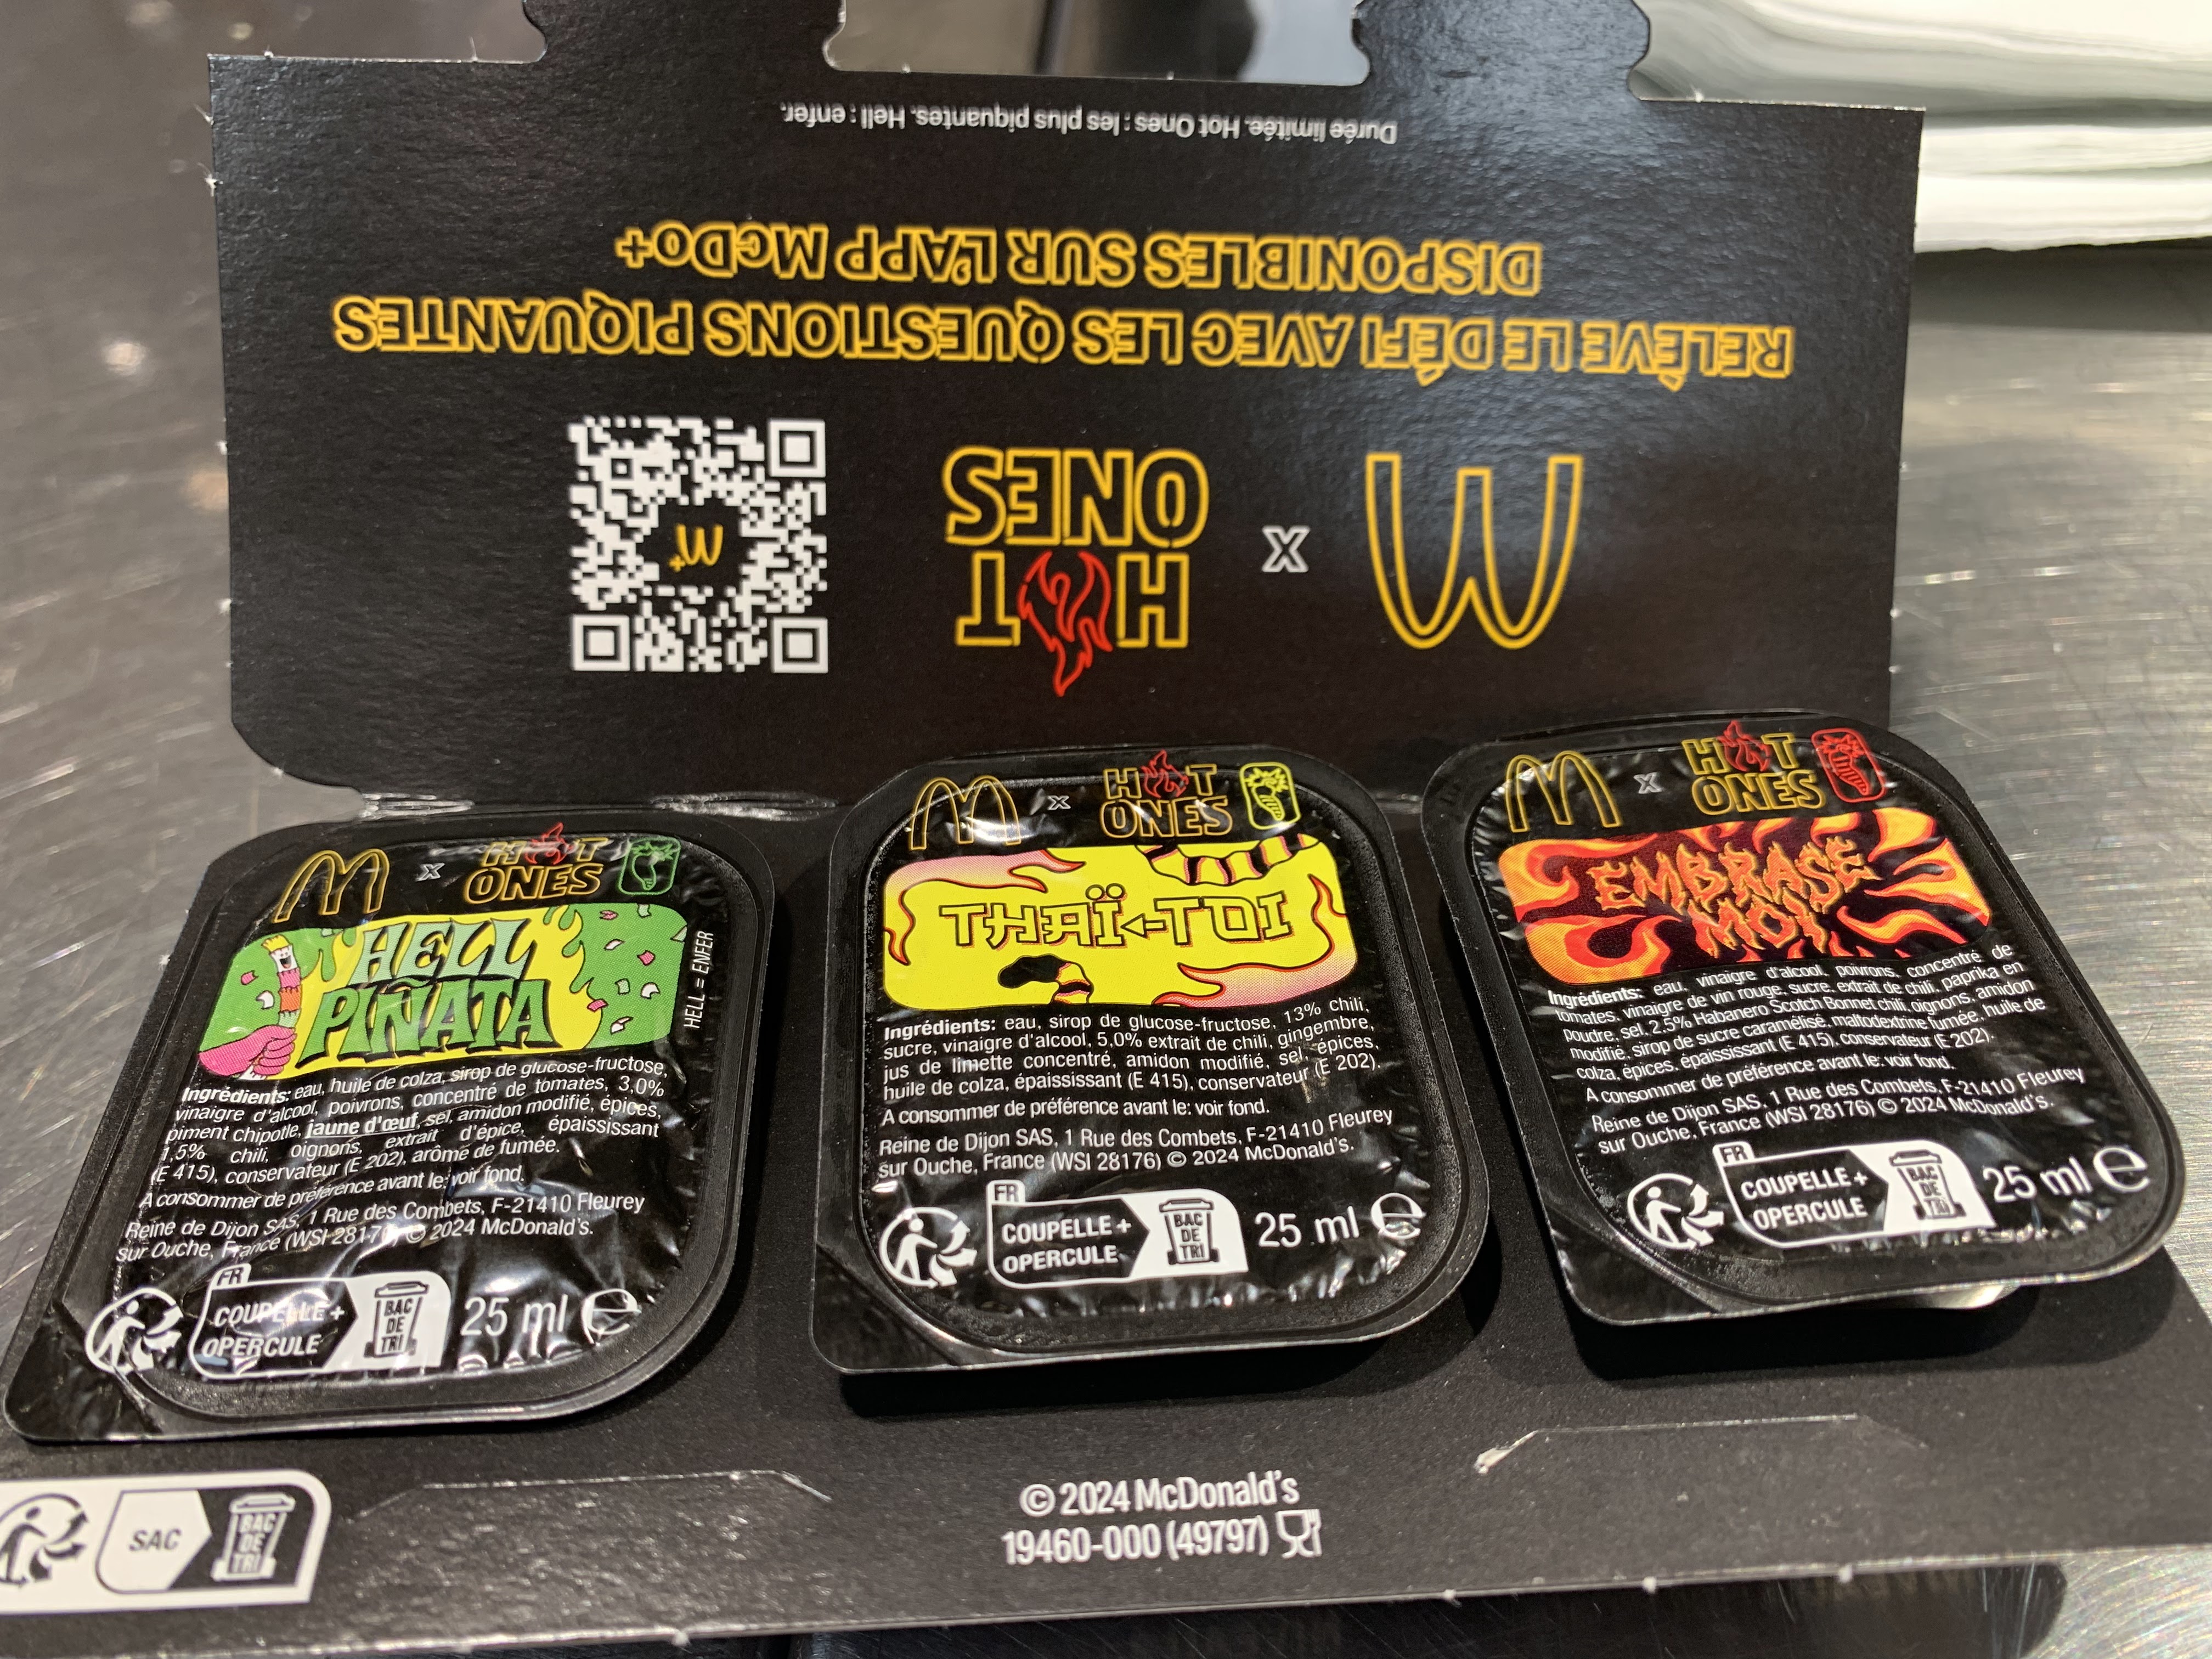 Durée limitée. Hot Ones : les plus piquantes. Hell : enfer.
RELÈVE LE DÉFI AVEC LES QUESTIONS PIQUANTES
DISPONIBLES SUR L'APP McDo+
x
HOT
ONES
x
HOT
ONES
HELL
PIÑATA
HELL = ENFER
Ingrédients: eau, huile de colza, sirop de glucose-fructose,
vinaigre d'alcool, poivrons, concentré de tomates, 3,0%
piment chipotle, jaune d'œuf, sel, amidon modifié, épices,
1,5% chili, oignons, extrait d'épice, épaississant
(E 415), conservateur (E 202), arôme de fumée.
A consommer de préférence avant le: voir fond.
Reine de Dijon SAS, 1 Rue des Combets, F-21410 Fleurey
sur Ouche, France (WSI 28176) © 2024 McDonald's.
FR
COUPELLE +
OPERCULE
BAC
DE
TRI
25 ml e
x
HOT
ONES
THAÏ-TOI
Ingrédients: eau, sirop de glucose-fructose, 13% chili,
sucre, vinaigre d'alcool, 5,0% extrait de chili, gingembre,
jus de limette concentré, amidon modifié, sel, épices,
huile de colza, épaississant (E 415), conservateur (E 202).
A consommer de préférence avant le: voir fond.
Reine de Dijon SAS, 1 Rue des Combets, F-21410 Fleurey
sur Ouche, France (WSI 28176) © 2024 McDonald's.
FR
COUPELLE +
OPERCULE
BAC
DE
TRI
25 ml e
x
HOT
ONES
EMBRASE
MOI
Ingrédients: eau, vinaigre d'alcool, poivrons, concentré de
tomates, vinaigre de vin rouge, sucre, extrait de chili, paprika en
poudre, sel, 2,5% Habanero Scotch Bonnet chili, oignons, amidon
modifié, sirop de sucre caramélisé, maltodextrine fumée, huile de
colza, épices, épaississant (E 415), conservateur (E 202).
A consommer de préférence avant le: voir fond.
Reine de Dijon SAS, 1 Rue des Combets, F-21410 Fleurey
sur Ouche, France (WSI 28176) © 2024 McDonald's.
FR
COUPELLE +
OPERCULE
BAC
DE
TRI
25 ml e
SAC
BAC
DE
TRI
© 2024 McDonald's
19460-000 (49797)